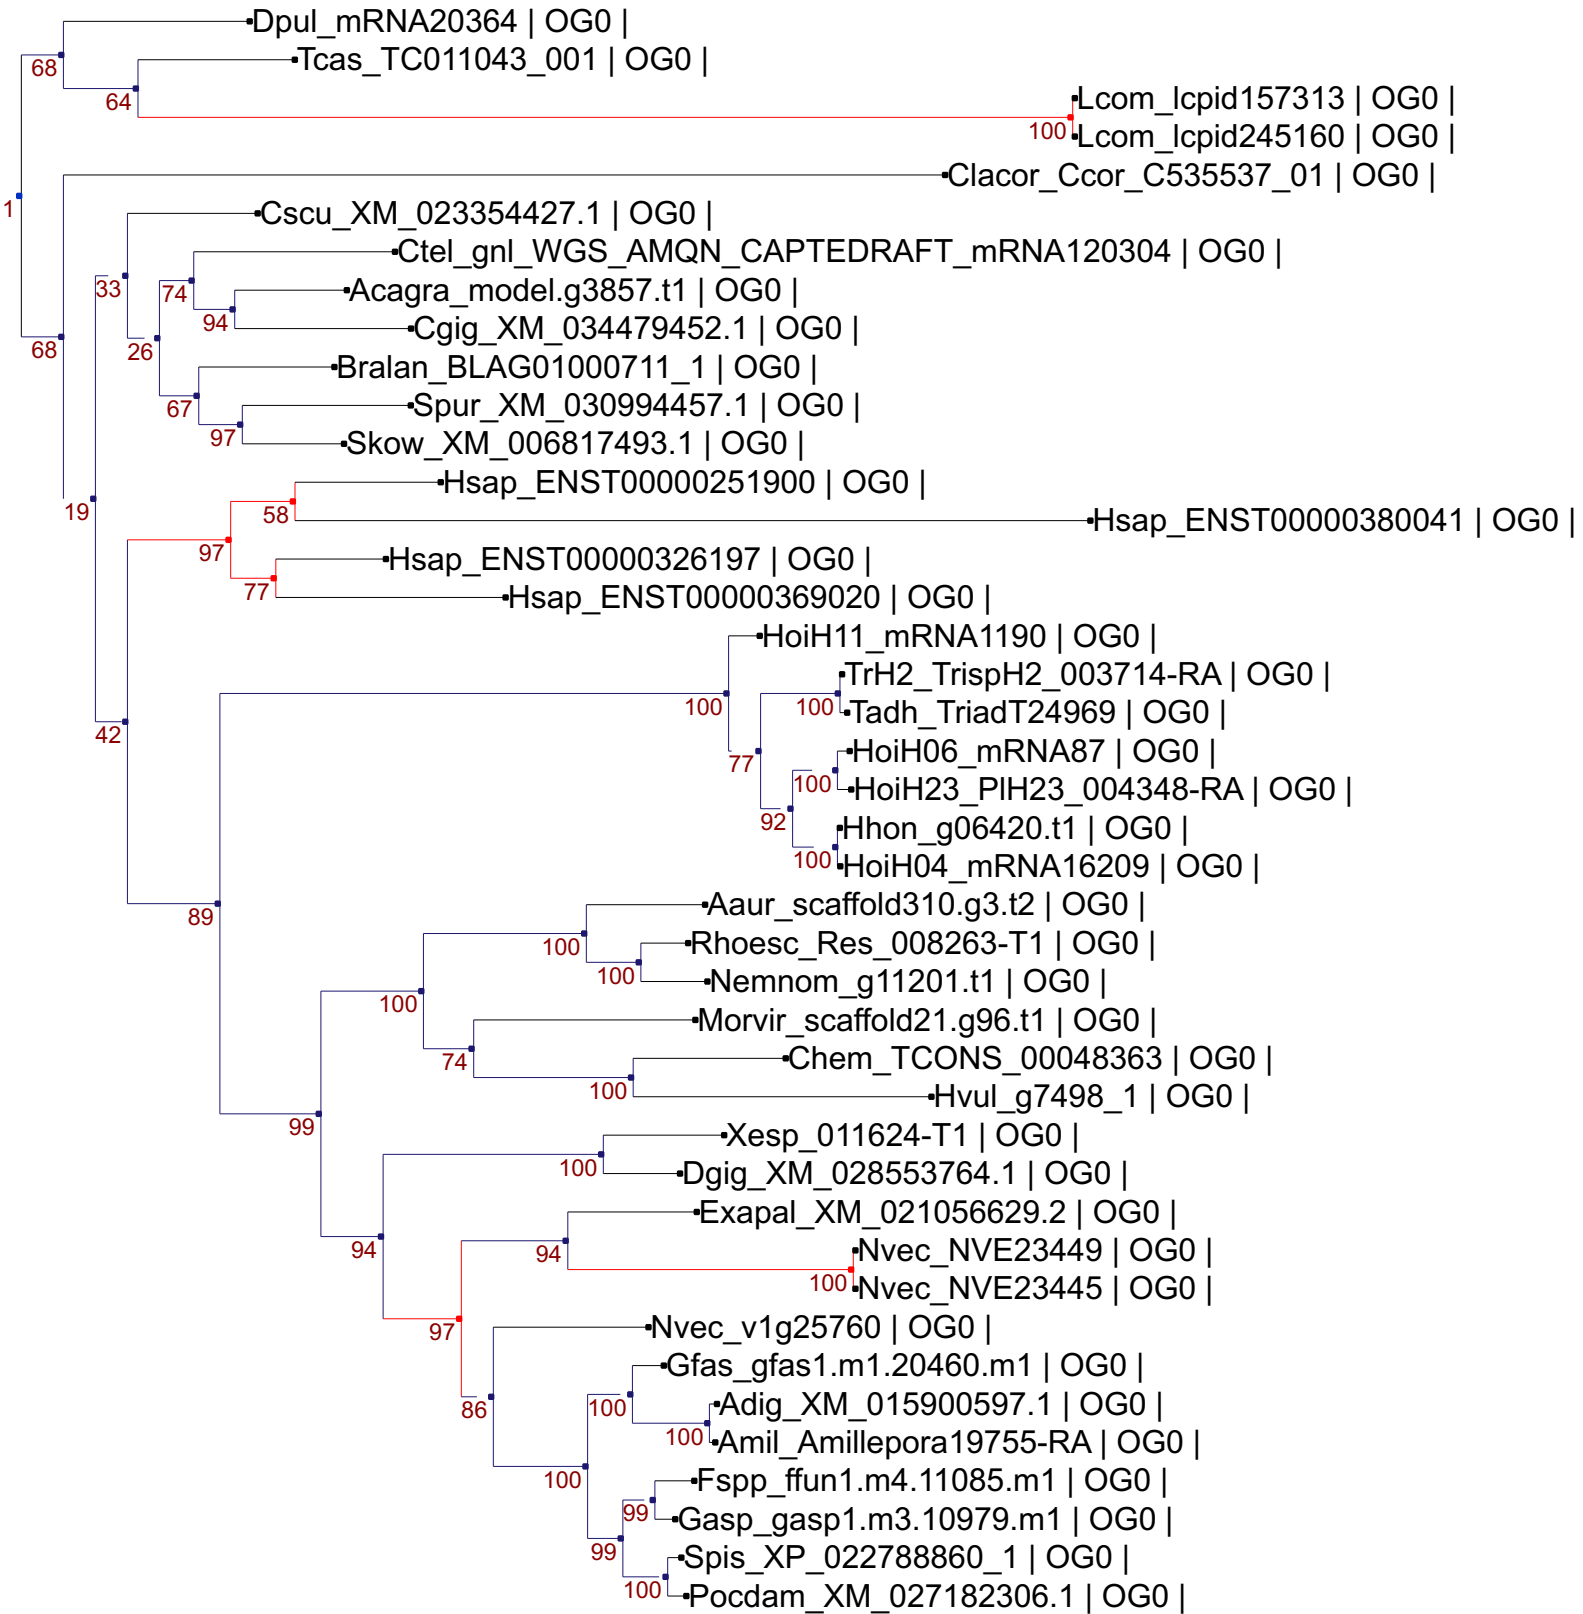 Dpul_mRNA20364 | OG0 |
Tcas_TC011043_001 | OG0 |
68
Lcom_lcpid157313 | OG0 |
64
100
Lcom_lcpid245160 | OG0 |
Clacor_Ccor_C535537_01 | OG0 |
1
Cscu_XM_023354427.1 | OG0 |
Ctel_gnl_WGS_AMQN_CAPTEDRAFT_mRNA120304 | OG0 |
33
74
Acagra_model.g3857.t1 | OG0 |
94
Cgig_XM_034479452.1 | OG0 |
68
26
Bralan_BLAG01000711_1 | OG0 |
67
Spur_XM_030994457.1 | OG0 |
97
Skow_XM_006817493.1 | OG0 |
Hsap_ENST00000251900 | OG0 |
19
58
Hsap_ENST00000380041 | OG0 |
97
Hsap_ENST00000326197 | OG0 |
77
Hsap_ENST00000369020 | OG0 |
HoiH11_mRNA1190 | OG0 |
TrH2_TrispH2_003714-RA | OG0 |
100
100
Tadh_TriadT24969 | OG0 |
42
HoiH06_mRNA87 | OG0 |
77
100
HoiH23_PlH23_004348-RA | OG0 |
92
Hhon_g06420.t1 | OG0 |
100
HoiH04_mRNA16209 | OG0 |
89
Aaur_scaffold310.g3.t2 | OG0 |
100
Rhoesc_Res_008263-T1 | OG0 |
100
Nemnom_g11201.t1 | OG0 |
100
Morvir_scaffold21.g96.t1 | OG0 |
74
Chem_TCONS_00048363 | OG0 |
100
Hvul_g7498_1 | OG0 |
99
Xesp_011624-T1 | OG0 |
100
Dgig_XM_028553764.1 | OG0 |
Exapal_XM_021056629.2 | OG0 |
94
94
Nvec_NVE23449 | OG0 |
100
Nvec_NVE23445 | OG0 |
97
Nvec_v1g25760 | OG0 |
Gfas_gfas1.m1.20460.m1 | OG0 |
86
100
Adig_XM_015900597.1 | OG0 |
100
Amil_Amillepora19755-RA | OG0 |
100
Fspp_ffun1.m4.11085.m1 | OG0 |
99
Gasp_gasp1.m3.10979.m1 | OG0 |
99
Spis_XP_022788860_1 | OG0 |
100
Pocdam_XM_027182306.1 | OG0 |